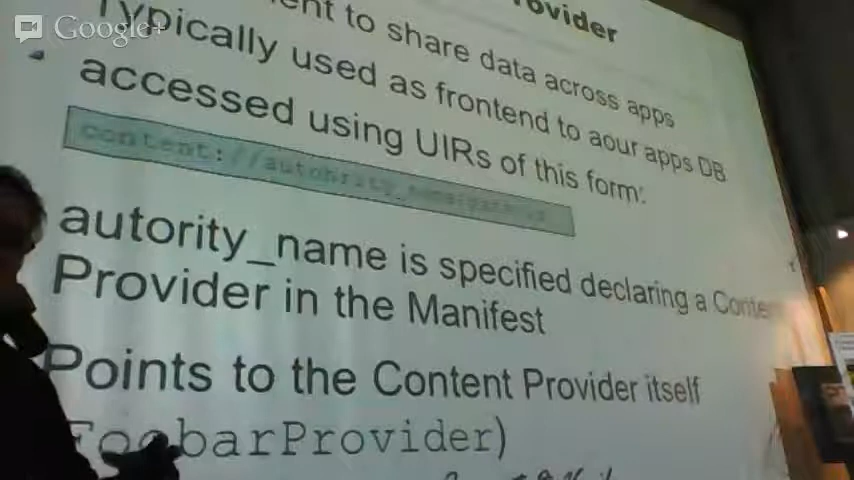 Google+
ovider
ent to share data across apps
Typically used as frontend to aour apps DB
accessed using UIRs of this form:
content://autohrity_name/
autority_name is specified declaring a Conte
Provider in the Manifest
Points to the Content Provider itself
FoobarProvider)